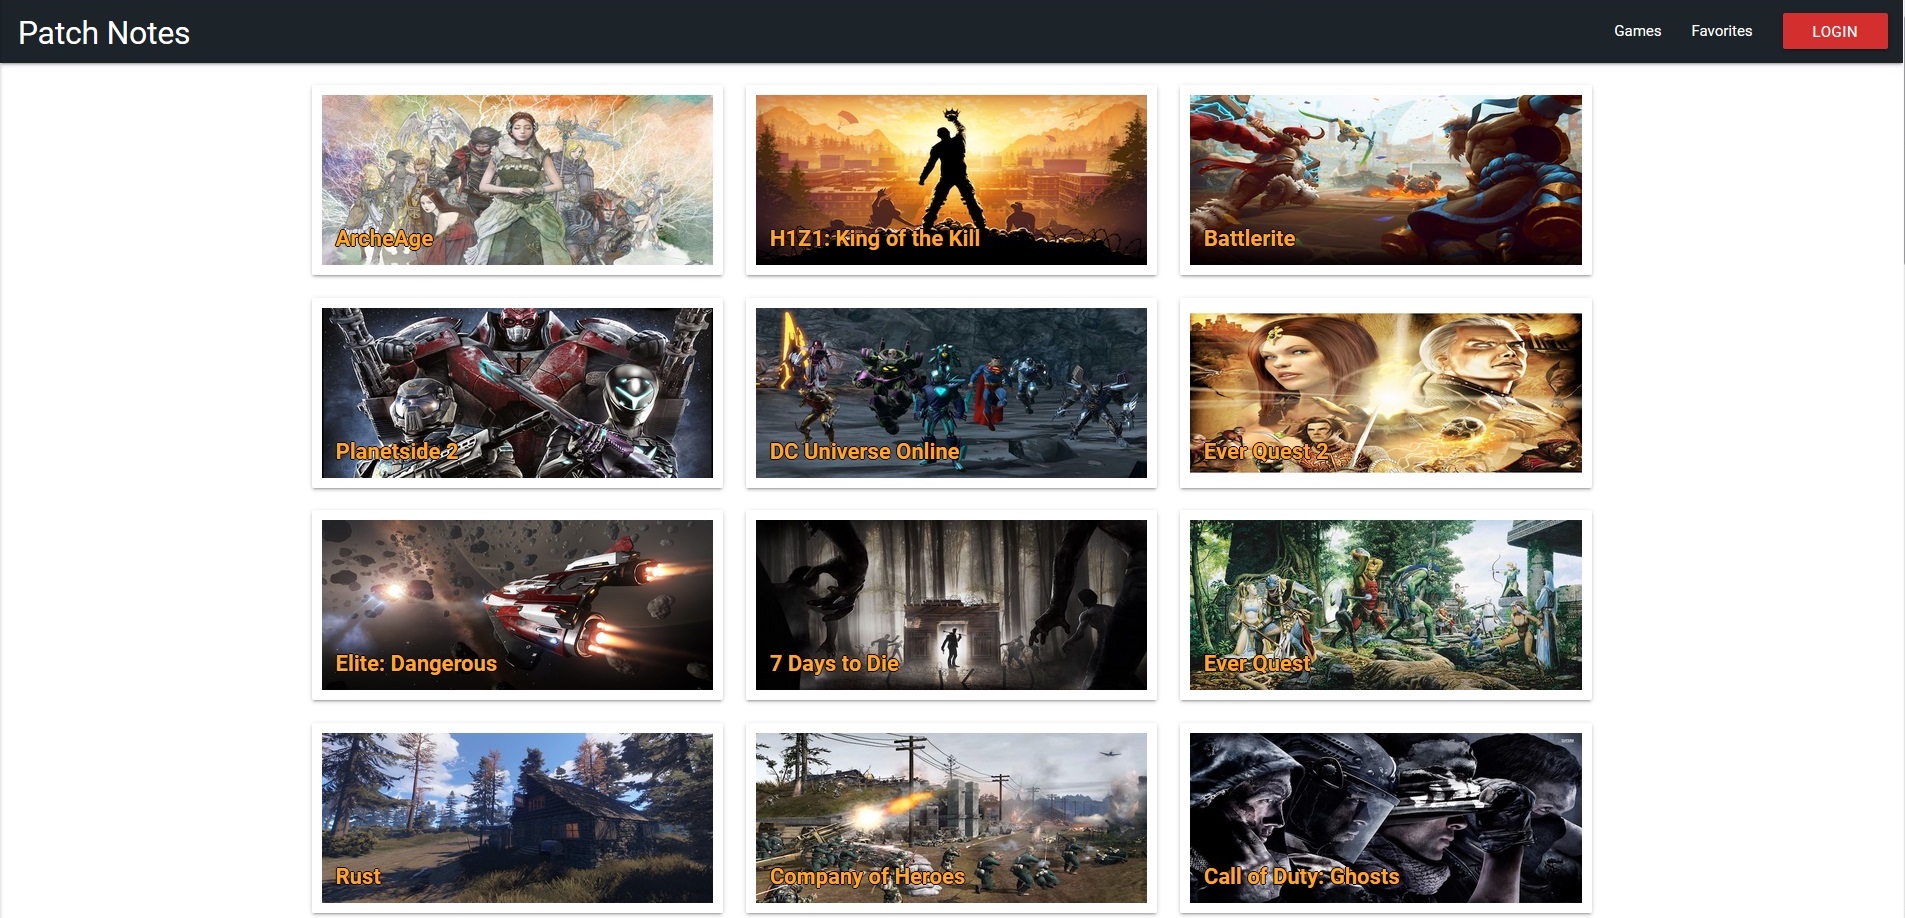 Patch Notes
Games
Favorites
LOGIN
ArcheAge
H1Z1: King of the Kill
Battlerite
Planetside 2
DC Universe Online
Ever Quest 2
Elite: Dangerous
7 Days to Die
Ever Quest
Rust
Company of Heroes
Call of Duty: Ghosts